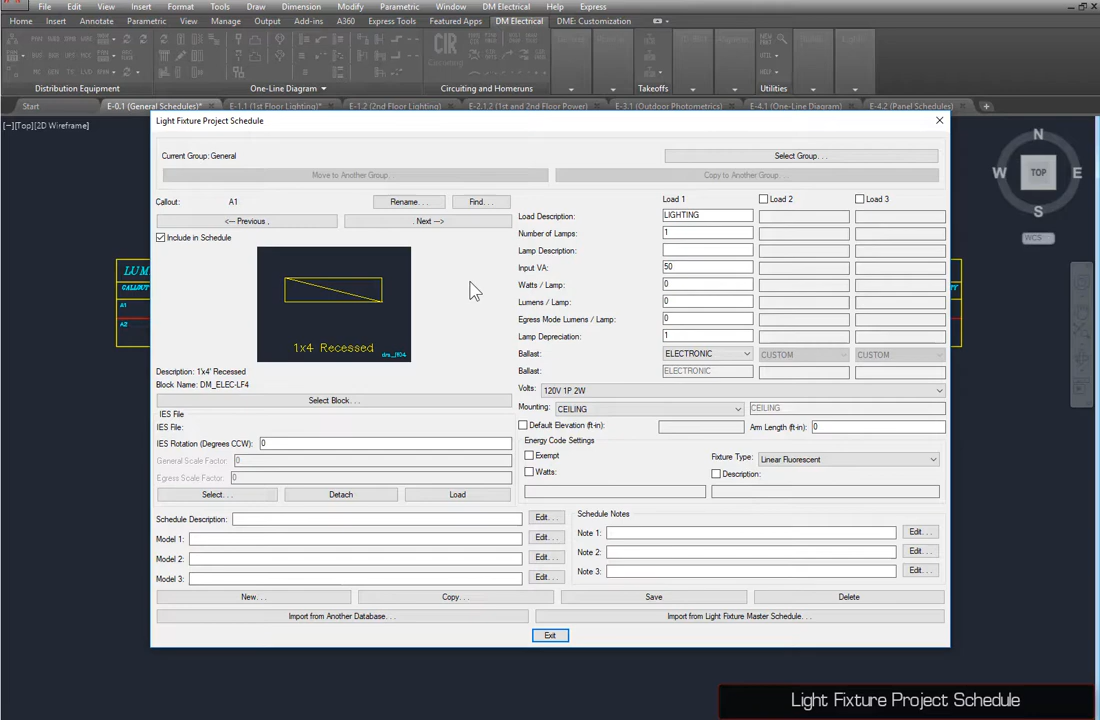 File Edit View Insert Format Tools Draw Dimension Modify Parametric Window DM Electrical Help Express
Home Insert Annotate Parametric View Manage Output Add-ins A360 Express Tools Featured Apps DM Electrical DME: Customization
CIR
Distribution Equipment One-Line Diagram Circuiting and Homeruns Takeoffs Utilities
Start E-0.1 (General Schedules)* E-1.1 (1st Floor Lighting)* E-1.2 (2nd Floor Lighting) E-2.1.2 (1st and 2nd Floor Power) E-3.1 (Outdoor Photometrics) E-4.1 (One-Line Diagram) E-4.2 (Panel Schedules)
[−][Top][2D Wireframe]
N
W TOP E
S
WCS
CALLOUT
A1
A2
Light Fixture Project Schedule
Current Group: General Select Group. . .
Move to Another Group. . Copy to Another Group. . .
Callout: A1 Rename. . . Find. . .
<-- Previous , . Next -->
Include in Schedule
1x4 Recessed
dm_lf04
Description: 1'x4' Recessed
Block Name: DM_ELEC-LF4
Select Block. . .
IES File
IES File:
IES Rotation (Degrees CCW): 0
General Scale Factor: 0
Egress Scale Factor: 0
Select. . . Detach Load
Load 1 Load 2 Load 3
Load Description: LIGHTING
Number of Lamps: 1
Lamp Description:
Input VA: 50
Watts / Lamp: 0
Lumens / Lamp: 0
Egress Mode Lumens / Lamp: 0
Lamp Depreciation: 1
Ballast: ELECTRONIC CUSTOM CUSTOM
Ballast: ELECTRONIC
Volts: 120V 1P 2W
Mounting: CEILING CEILING
Default Elevation (ft-in): Arm Length (ft-in): 0
Energy Code Settings
Exempt Fixture Type: Linear Fluorescent
Watts: Description:
Schedule Description: Edit. . .
Model 1: Edit. . .
Model 2: Edit. . .
Model 3: Edit. . .
Schedule Notes
Note 1: Edit. . .
Note 2: Edit. . .
Note 3: Edit. . .
New. . . Copy. . . Save Delete
Import from Another Database. . . Import from Light Fixture Master Schedule. . .
Exit
Light Fixture Project Schedule